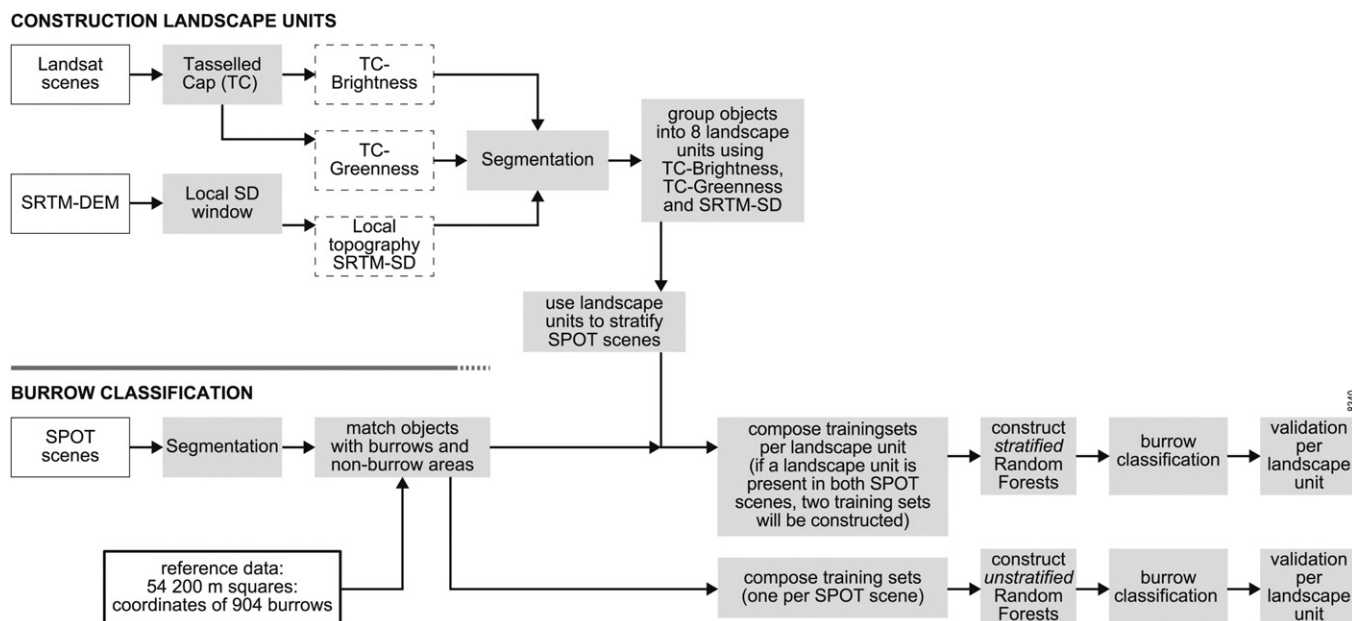 CONSTRUCTION LANDSCAPE UNITS
Landsat
scenes
Tasselled
Cap (TC)
TC-
Brightness
TC-
Greenness
SRTM-DEM
Local SD
window
Local
topography
SRTM-SD
Segmentation
group objects
into 8 landscape
units using
TC-Brightness,
TC-Greenness
and SRTM-SD
use landscape
units to stratify
SPOT scenes
BURROW CLASSIFICATION
SPOT
scenes
Segmentation
match objects
with burrows and
non-burrow areas
reference data:
54 200 m squares:
coordinates of 904 burrows
compose trainingsets
per landscape unit
(if a landscape unit is
present in both SPOT
scenes, two training sets
will be constructed)
construct
stratified
Random
Forests
burrow
classification
validation
per
landscape
unit
compose training sets
(one per SPOT scene)
construct
unstratified
Random
Forests
burrow
classification
validation
per
landscape
unit